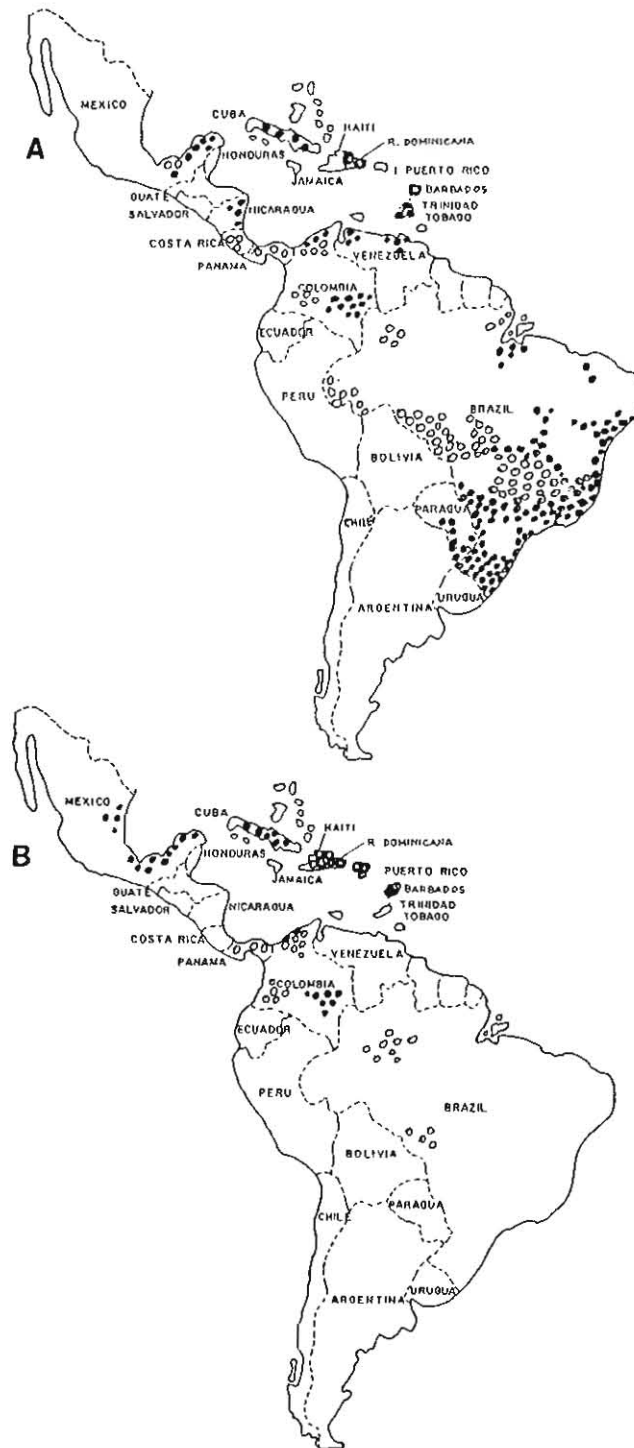 A
MEXICO
CUBA
HAITI
R. DOMINICANA
HONDURAS
JAMAICA
I PUERTO RICO
BARBADOS
GUATE
SALVADOR
NICARAGUA
TRINIDAD
TOBAGO
COSTA RICA
PANAMA
VENEZUELA
COLOMBIA
ECUADOR
PERU
BRAZIL
BOLIVIA
PARAGUA
CHILE
ARGENTINA
URUGUA
B
MEXICO
CUBA
HAITI
R. DOMINICANA
HONDURAS
JAMAICA
PUERTO RICO
BARBADOS
GUATE
SALVADOR
NICARAGUA
TRINIDAD
TOBAGO
COSTA RICA
PANAMA
VENEZUELA
COLOMBIA
ECUADOR
PERU
BRAZIL
BOLIVIA
PARAGUA
CHILE
ARGENTINA
URUGUA